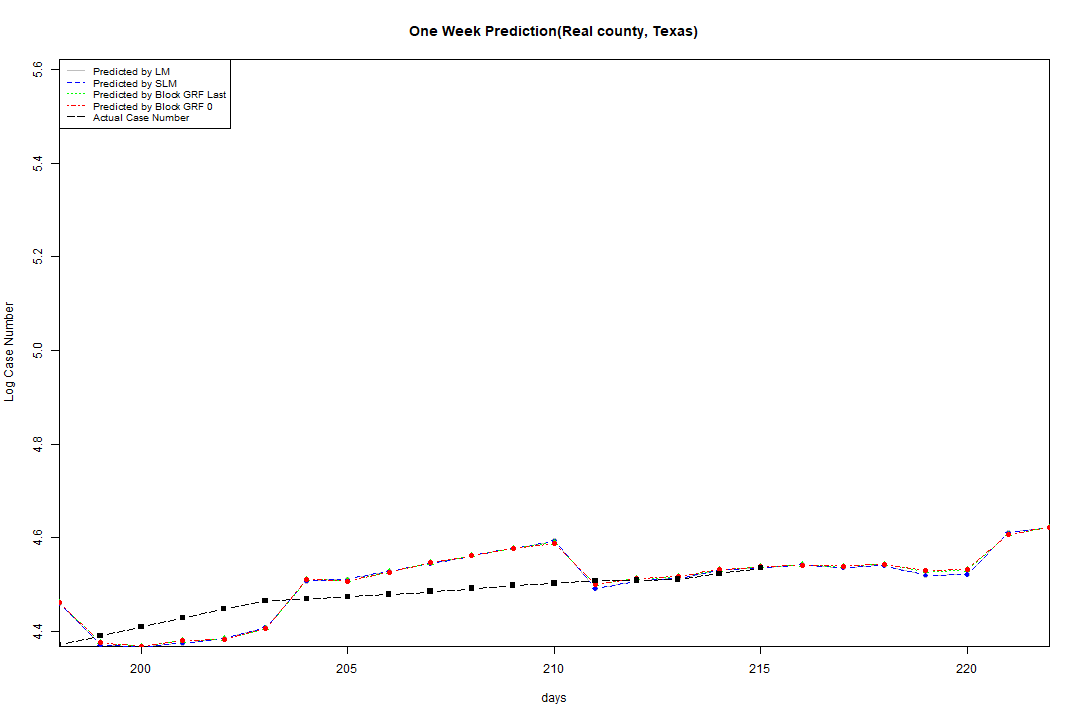 One Week Prediction(Real county, Texas)
Predicted by LM
Predicted by SLM
Predicted by Block GRF Last
Predicted by Block GRF 0
Actual Case Number
5.6
5.4
5.2
5.0
4.8
4.6
4.4
Log Case Number
200 205 210 215 220
days